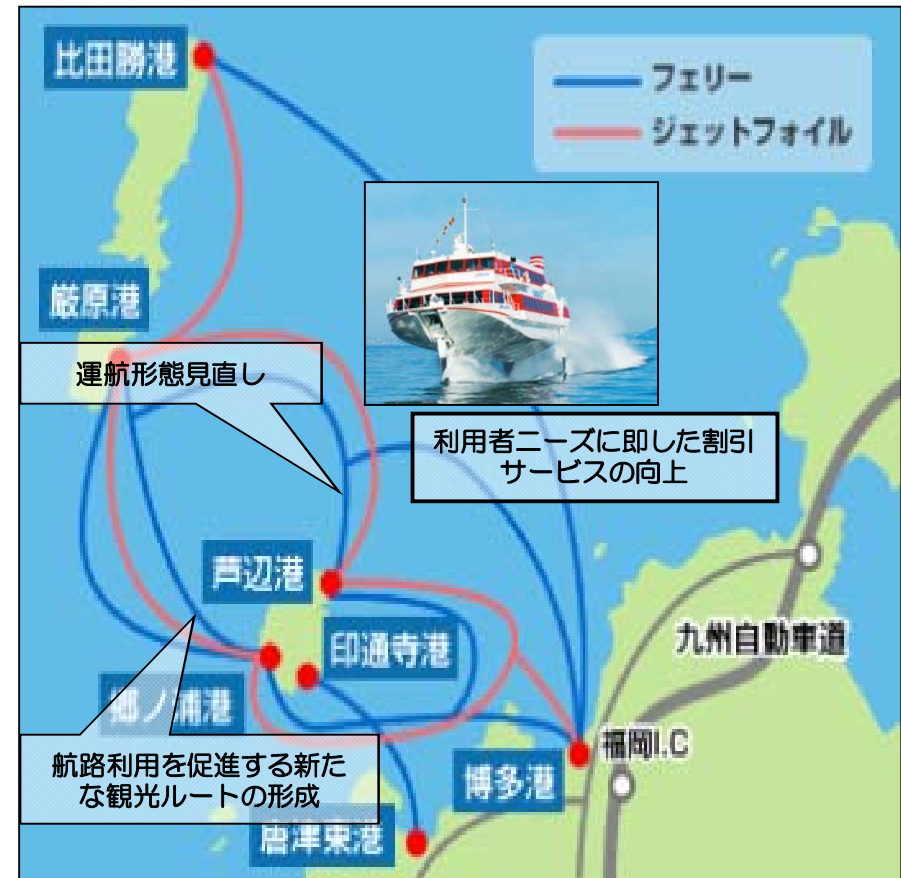 比田勝港
フェリー
ジェットフォイル
厳原港
運航形態見直し
利用者ニーズに即した割引
サービスの向上
芦辺港
印通寺港
九州自動車道
郷ノ浦港
福岡I.C
航路利用を促進する新た
な観光ルートの形成
博多港
唐津東港